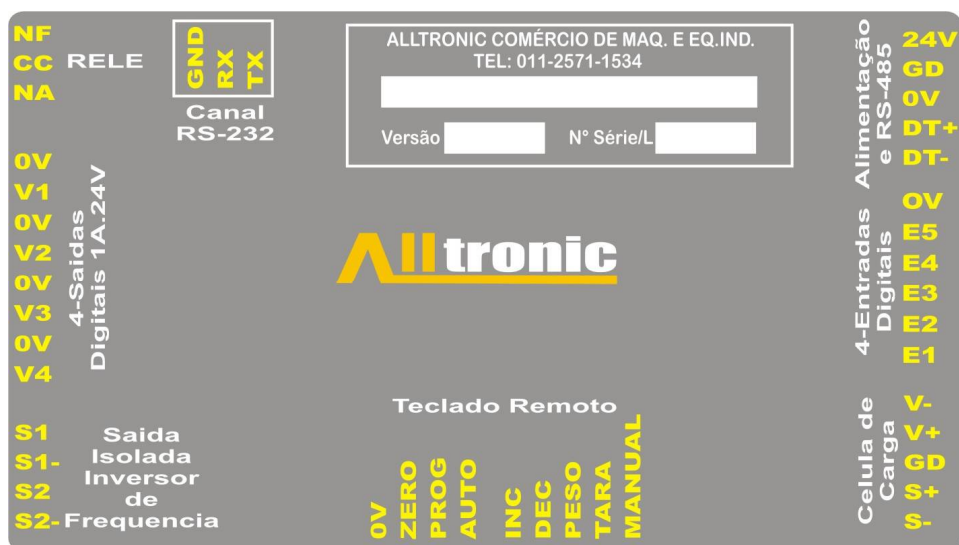 NF
CC
NA
RELE
GND
RX
TX
Canal
RS-232
ALLTRONIC COMÉRCIO DE MAQ. E EQ.IND.
TEL: 011-2571-1534
Versão
Nº Série/L
Alimentação
e RS-485
24V
GD
0V
DT+
DT-
0V
V1
0V
V2
0V
V3
0V
V4
4-Saidas
Digitais 1A.24V
Alltronic
4-Entradas
Digitais
OV
E5
E4
E3
E2
E1
S1
S1-
S2
S2-
Saida
Isolada
Inversor
de
Frequencia
Teclado Remoto
0V
ZERO
PROG
AUTO
INC
DEC
PESO
TARA
MANUAL
Celula de
Carga
V-
V+
GD
S+
S-